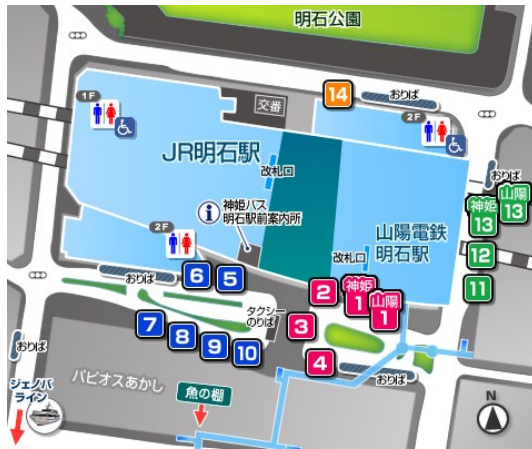 明石公園
14
おりば
1F
交番
2F
JR明石駅
改札口
おりば
山陽
13
神姫
13
神姫バス
明石駅前案内所
山陽電鉄
明石駅
改札口
12
11
2F
6
5
2
神姫
1
山陽
1
おりば
タクシー
のりば
7
8
9
10
3
4
おりば
おりば
ジェノバ
ライン
パピオスあかし
魚の棚
N